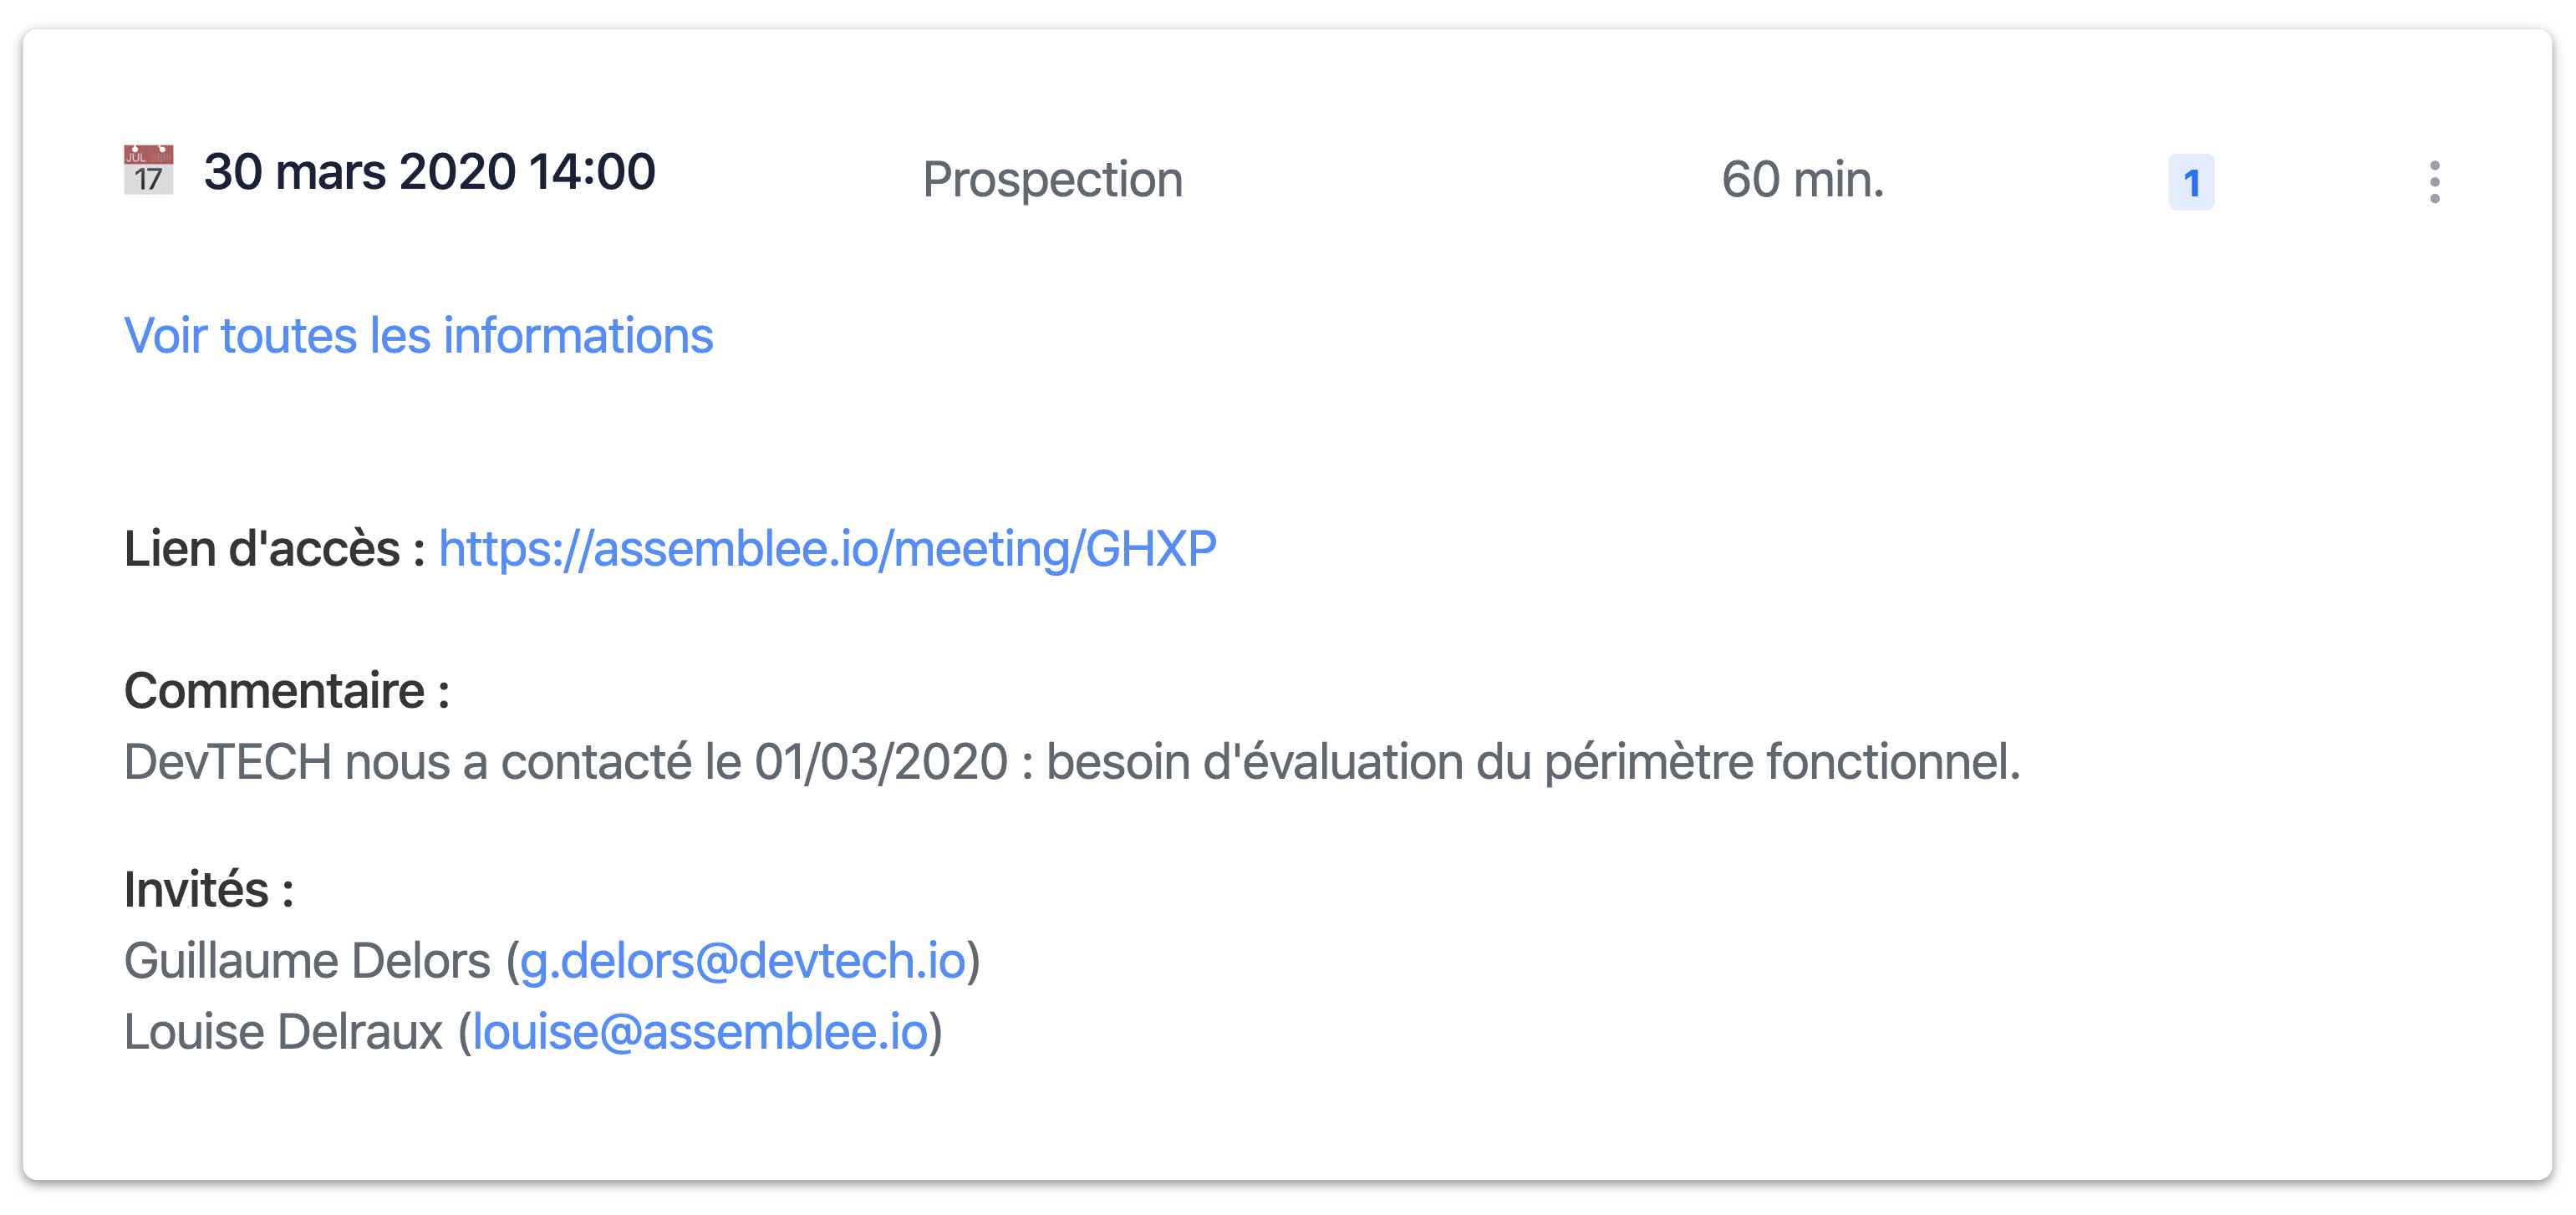 JUL
17
30 mars 2020 14:00
Prospection
60 min.
1
Voir toutes les informations
Lien d'accès : https://assemblee.io/meeting/GHXP
Commentaire :
DevTECH nous a contacté le 01/03/2020 : besoin d'évaluation du périmètre fonctionnel.
Invités :
Guillaume Delors (g.delors@devtech.io)
Louise Delraux (louise@assemblee.io)